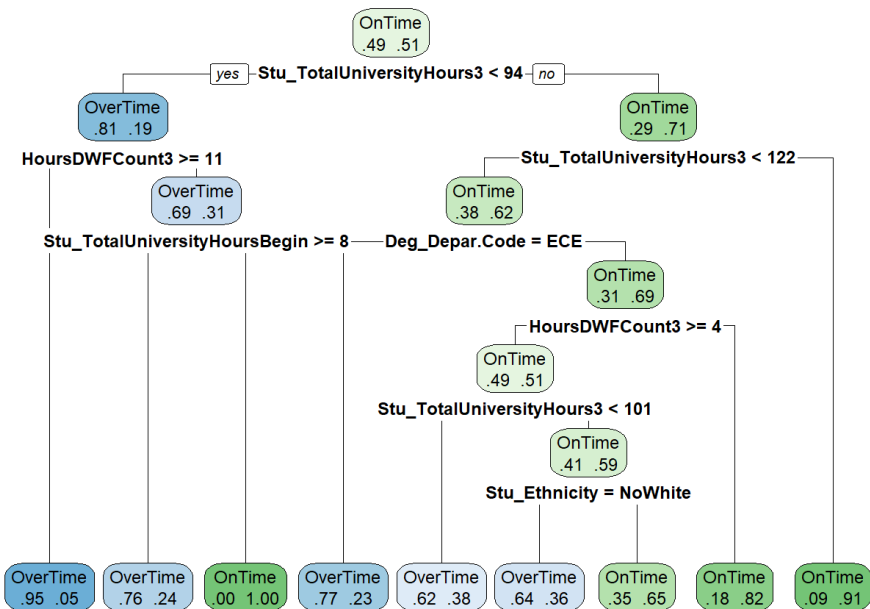 OnTime
.49 .51
yes Stu_TotalUniversityHours3 < 94 no
OverTime
.81 .19
OnTime
.29 .71
HoursDWFCount3 >= 11
Stu_TotalUniversityHours3 < 122
OverTime
.69 .31
OnTime
.38 .62
Stu_TotalUniversityHoursBegin >= 8
Deg_Depar.Code = ECE
OnTime
.31 .69
HoursDWFCount3 >= 4
OnTime
.49 .51
Stu_TotalUniversityHours3 < 101
OnTime
.41 .59
Stu_Ethnicity = NoWhite
OverTime
.95 .05
OverTime
.76 .24
OnTime
.00 1.00
OverTime
.77 .23
OverTime
.62 .38
OverTime
.64 .36
OnTime
.35 .65
OnTime
.18 .82
OnTime
.09 .91